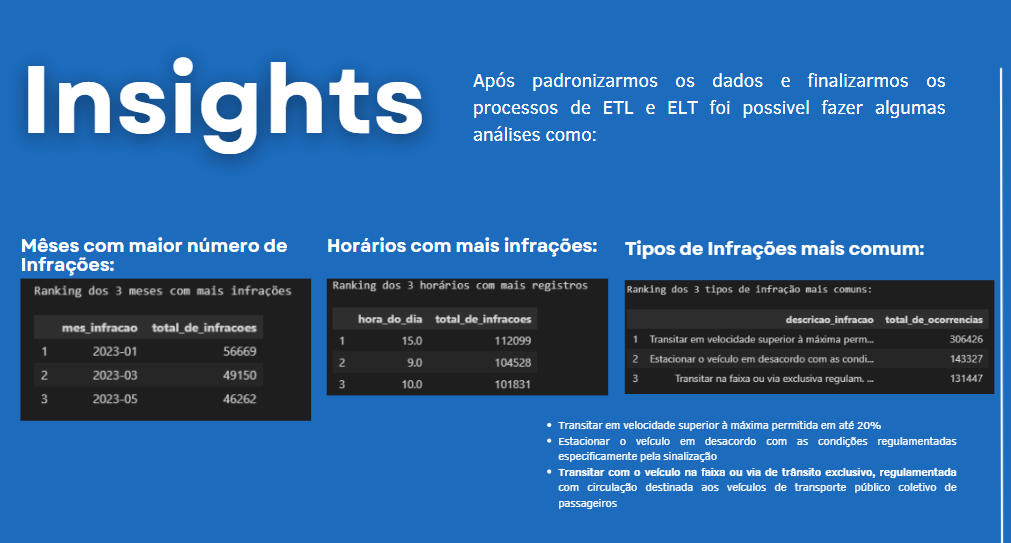 Insights
Após padronizarmos os dados e finalizarmos os
processos de ETL e ELT foi possivel fazer algumas
análises como:
Mêses com maior número de
Infrações:
Ranking dos 3 meses com mais infrações
mes_infracao total_de_infracoes
1 2023-01 56669
2 2023-03 49150
3 2023-05 46262
Horários com mais infrações:
Ranking dos 3 horários com mais registros
hora_do_dia total_de_infracoes
1 15.0 112099
2 9.0 104528
3 10.0 101831
Tipos de Infrações mais comum:
Ranking dos 3 tipos de infração mais comuns:
descricao_infracao total_de_ocorrencias
1 Transitar em velocidade superior à máxima perm... 306426
2 Estacionar o veículo em desacordo com as condi... 143327
3 Transitar na faixa ou via exclusiva regulam. ... 131447
• Transitar em velocidade superior à máxima permitida em até 20%
• Estacionar o veículo em desacordo com as condições regulamentadas
especificamente pela sinalização
• Transitar com o veículo na faixa ou via de trânsito exclusivo, regulamentada
com circulação destinada aos veículos de transporte público coletivo de
passageiros